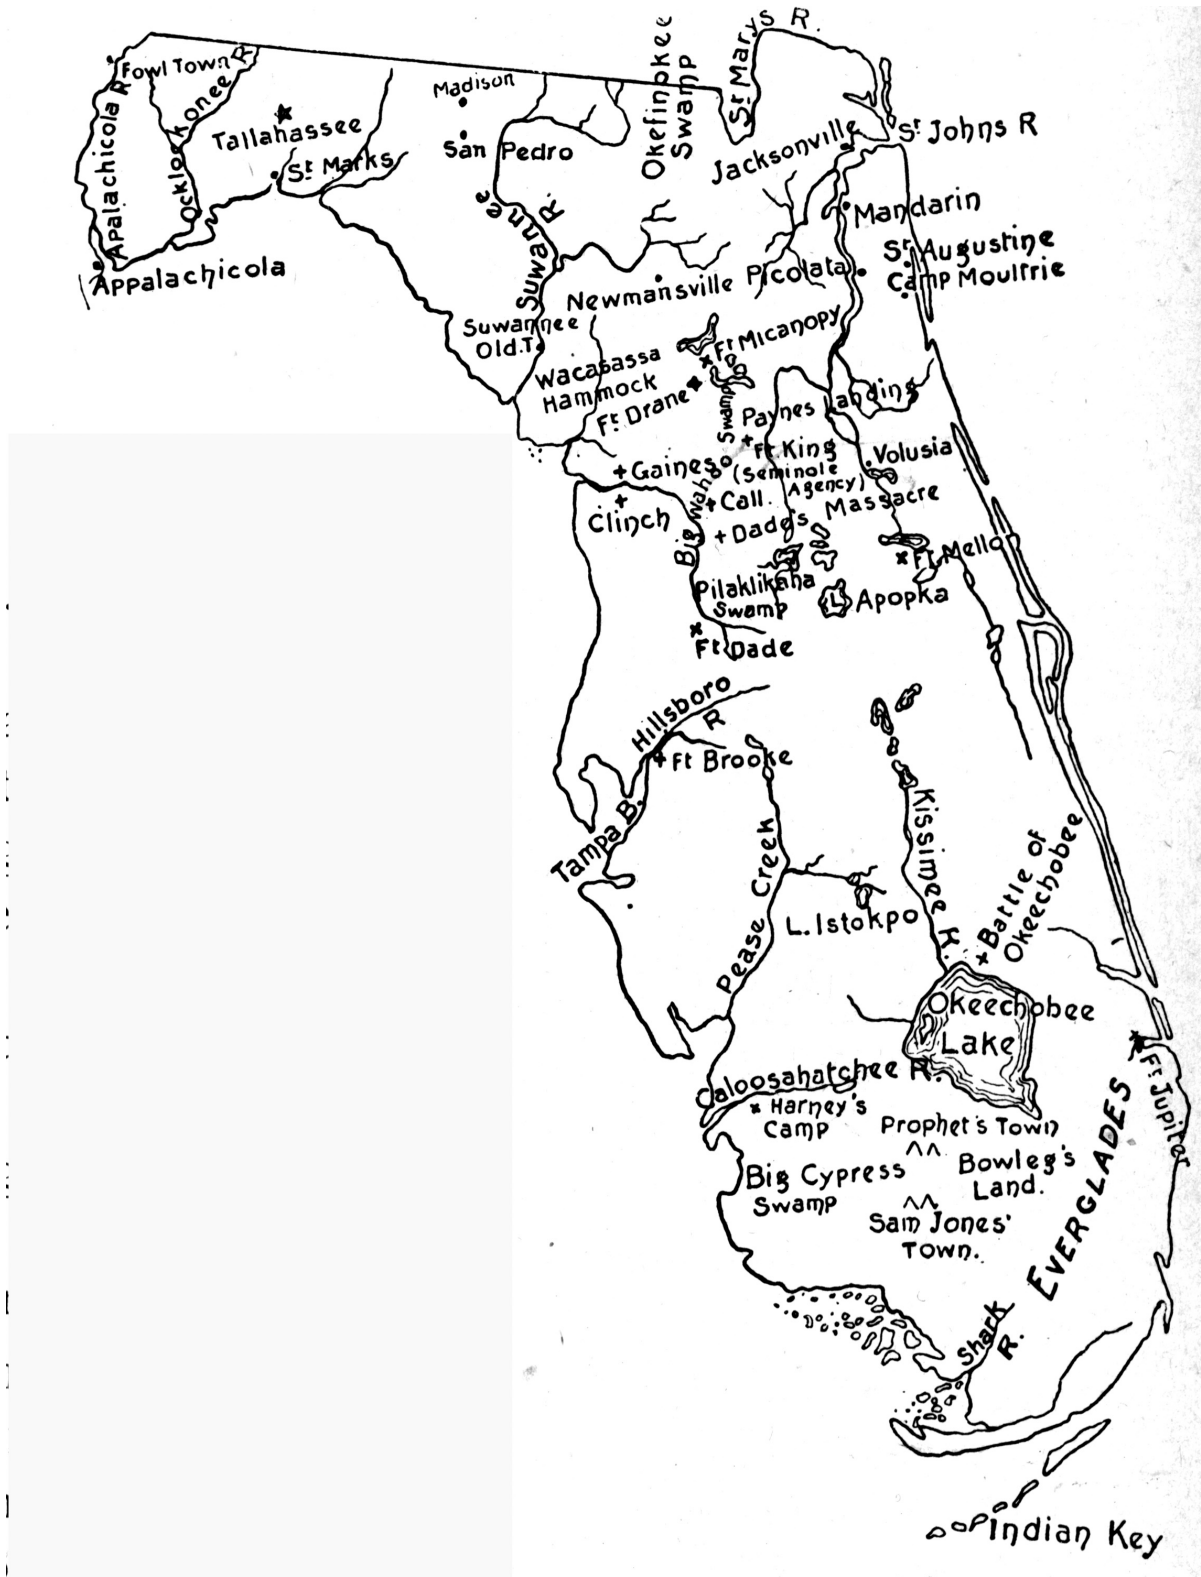 St Marys R.
Okefinokee
Swamp
Fowl Town
Apalachicola R
Ocklockonee R
Tallahassee
St Marks
Appalachicola
Madison
San Pedro
Suwannee R.
Jacksonville
St Johns R
Mandarin
St Augustine
Camp Moultrie
Picolata
Newmansville
Suwannee
Old.T.
Wacasassa
Hammock
Ft Micanopy
Ft Drane
Paynes Landing
Ft King
(Seminole
Agency)
Volusia
Gaines
Clinch
Big Wahoo Swamp
Call.
Dade's Massacre
Ft Mellon
Pilaklikaha
Swamp
L Apopka
Ft Dade
Hillsboro
R
Ft Brooke
Tampa B.
Pease Creek
Kissimee R.
L. Istokpo
Battle of
Okeechobee
Okeechobee
Lake
Caloosahatchee R.
Harney's
Camp
Prophet's Town
Bowleg's
Land.
Big Cypress
Swamp
Sam Jones'
Town.
Everglades
Ft Jupiter
Shark
R.
Indian Key